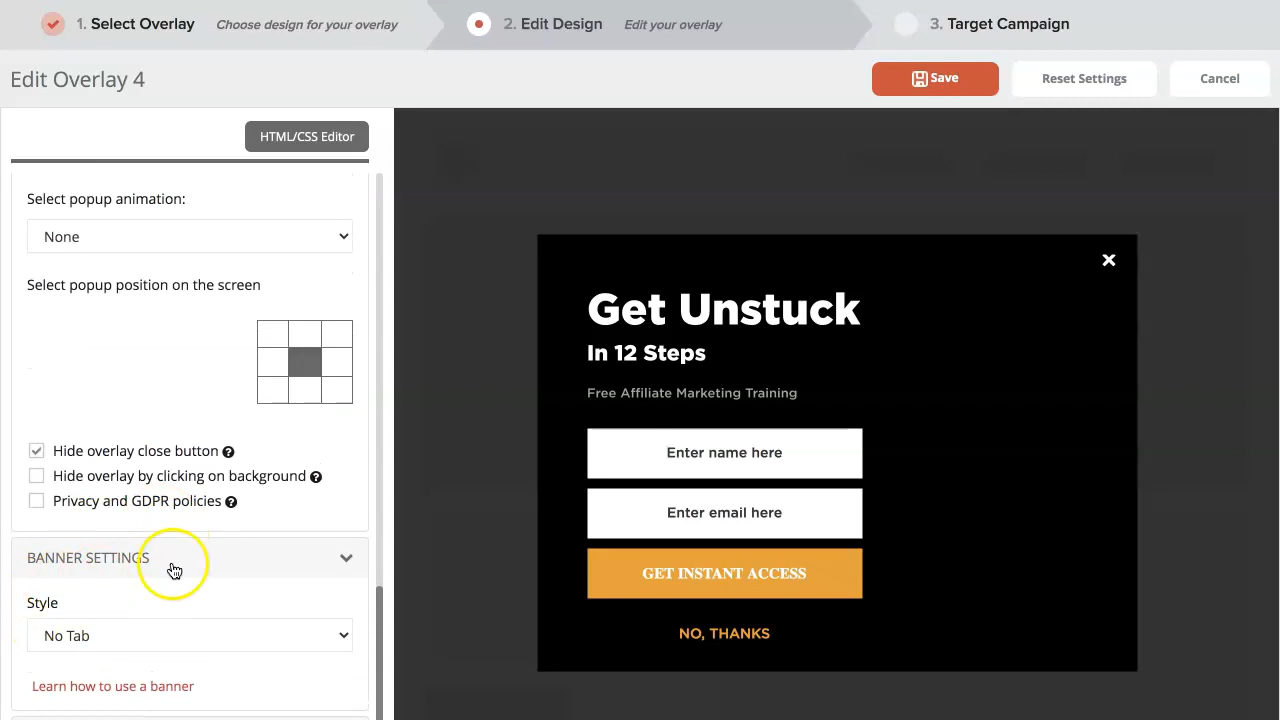 1. Select Overlay Choose design for your overlay 2. Edit Design Edit your overlay 3. Target Campaign
Edit Overlay 4
Save Reset Settings Cancel
HTML/CSS Editor
Select popup animation:
None
Select popup position on the screen
Hide overlay close button ?
Hide overlay by clicking on background ?
Privacy and GDPR policies ?
BANNER SETTINGS
Style
No Tab
Learn how to use a banner
Get Unstuck
In 12 Steps
Free Affiliate Marketing Training
Enter name here
Enter email here
GET INSTANT ACCESS
NO, THANKS